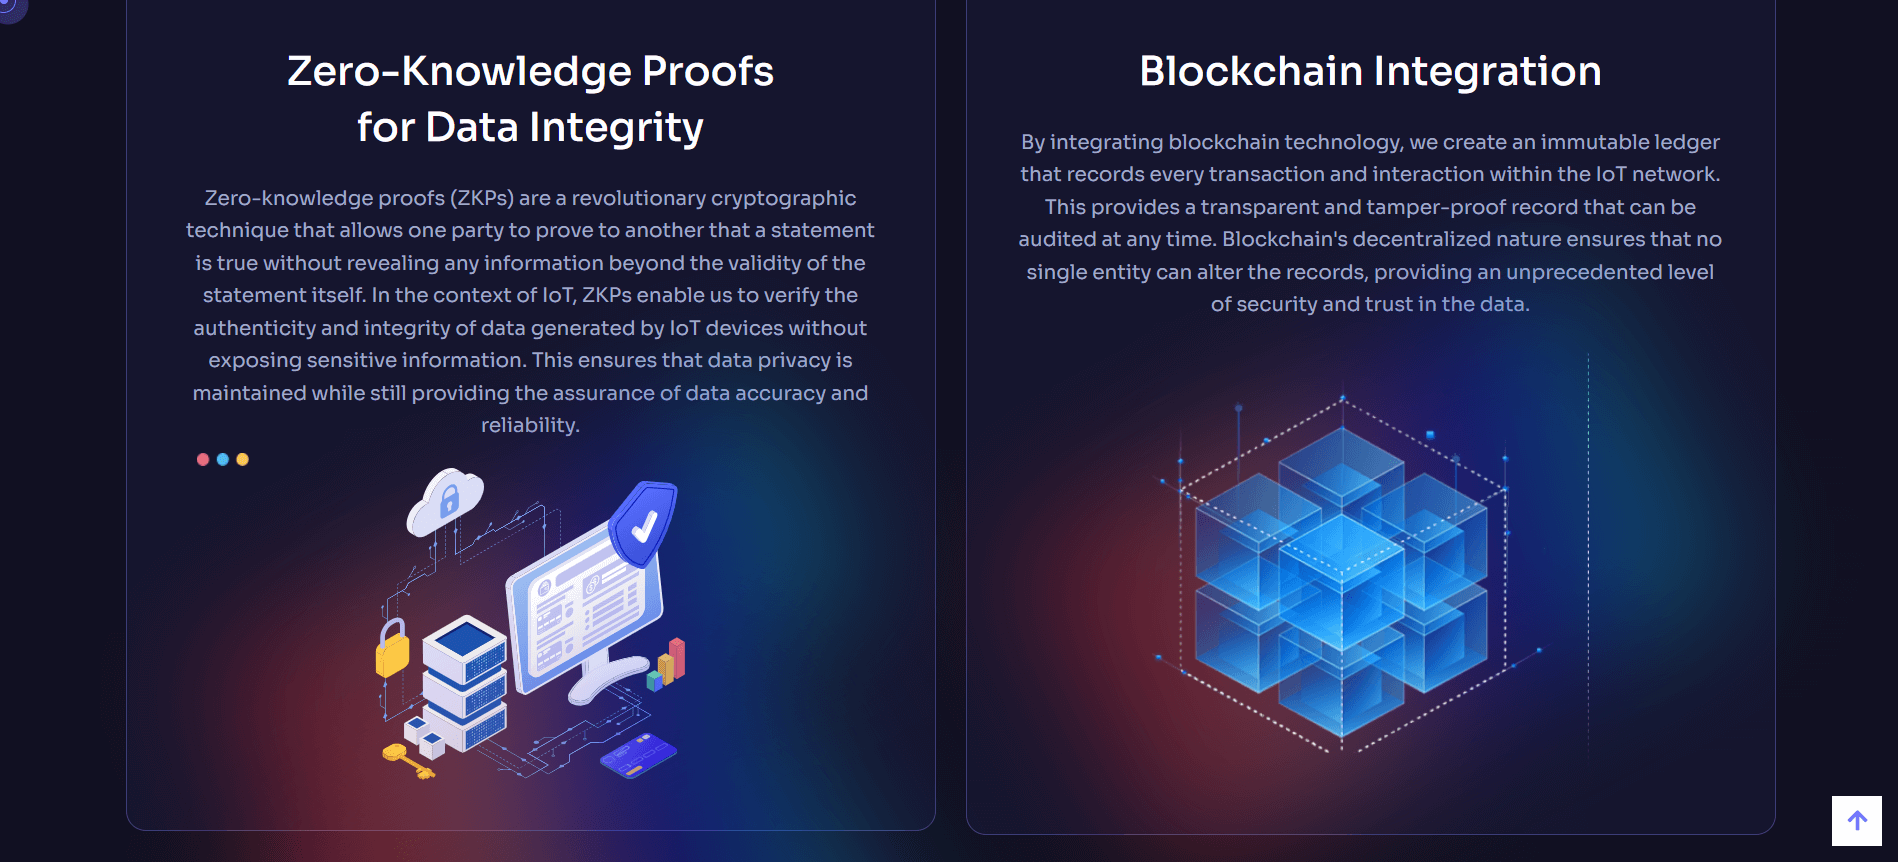 Zero-Knowledge Proofs
for Data Integrity
Zero-knowledge proofs (ZKPs) are a revolutionary cryptographic
technique that allows one party to prove to another that a statement
is true without revealing any information beyond the validity of the
statement itself. In the context of IoT, ZKPs enable us to verify the
authenticity and integrity of data generated by IoT devices without
exposing sensitive information. This ensures that data privacy is
maintained while still providing the assurance of data accuracy and
reliability.
Blockchain Integration
By integrating blockchain technology, we create an immutable ledger
that records every transaction and interaction within the IoT network.
This provides a transparent and tamper-proof record that can be
audited at any time. Blockchain's decentralized nature ensures that no
single entity can alter the records, providing an unprecedented level
of security and trust in the data.